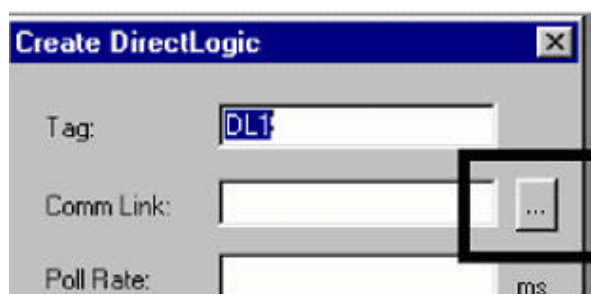 Create DirectLogic
Tag: DL1
Comm Link: ...
Poll Rate: ms